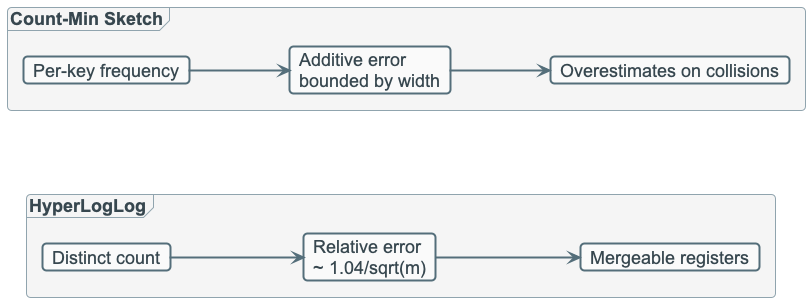 Count-Min Sketch
Per-key frequency
Additive error
bounded by width
Overestimates on collisions
HyperLogLog
Distinct count
Relative error
~ 1.04/sqrt(m)
Mergeable registers